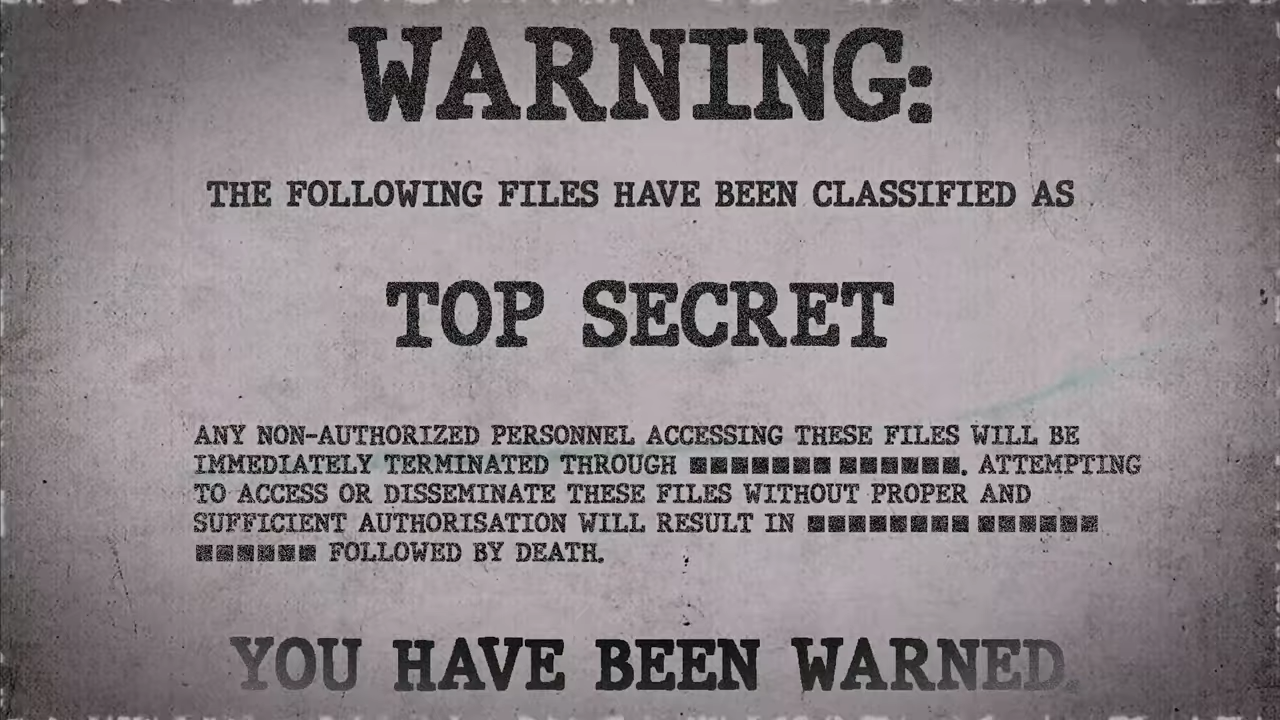 WARNING:
THE FOLLOWING FILES HAVE BEEN CLASSIFIED AS
TOP SECRET
ANY NON-AUTHORIZED PERSONNEL ACCESSING THESE FILES WILL BE
IMMEDIATELY TERMINATED THROUGH ■■■■■■■ ■■■■■■. ATTEMPTING
TO ACCESS OR DISSEMINATE THESE FILES WITHOUT PROPER AND
SUFFICIENT AUTHORISATION WILL RESULT IN ■■■■■■■■ ■■■■■■
■■■■■■ FOLLOWED BY DEATH.
YOU HAVE BEEN WARNED.